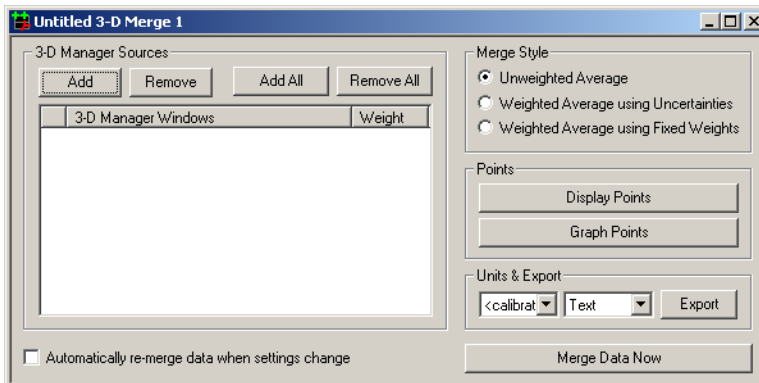 Untitled 3-D Merge 1
3-D Manager Sources
Add
Remove
Add All
Remove All
3-D Manager Windows
Weight
Automatically re-merge data when settings change
Merge Style
Unweighted Average
Weighted Average using Uncertainties
Weighted Average using Fixed Weights
Points
Display Points
Graph Points
Units & Export
<calibrat
Text
Export
Merge Data Now